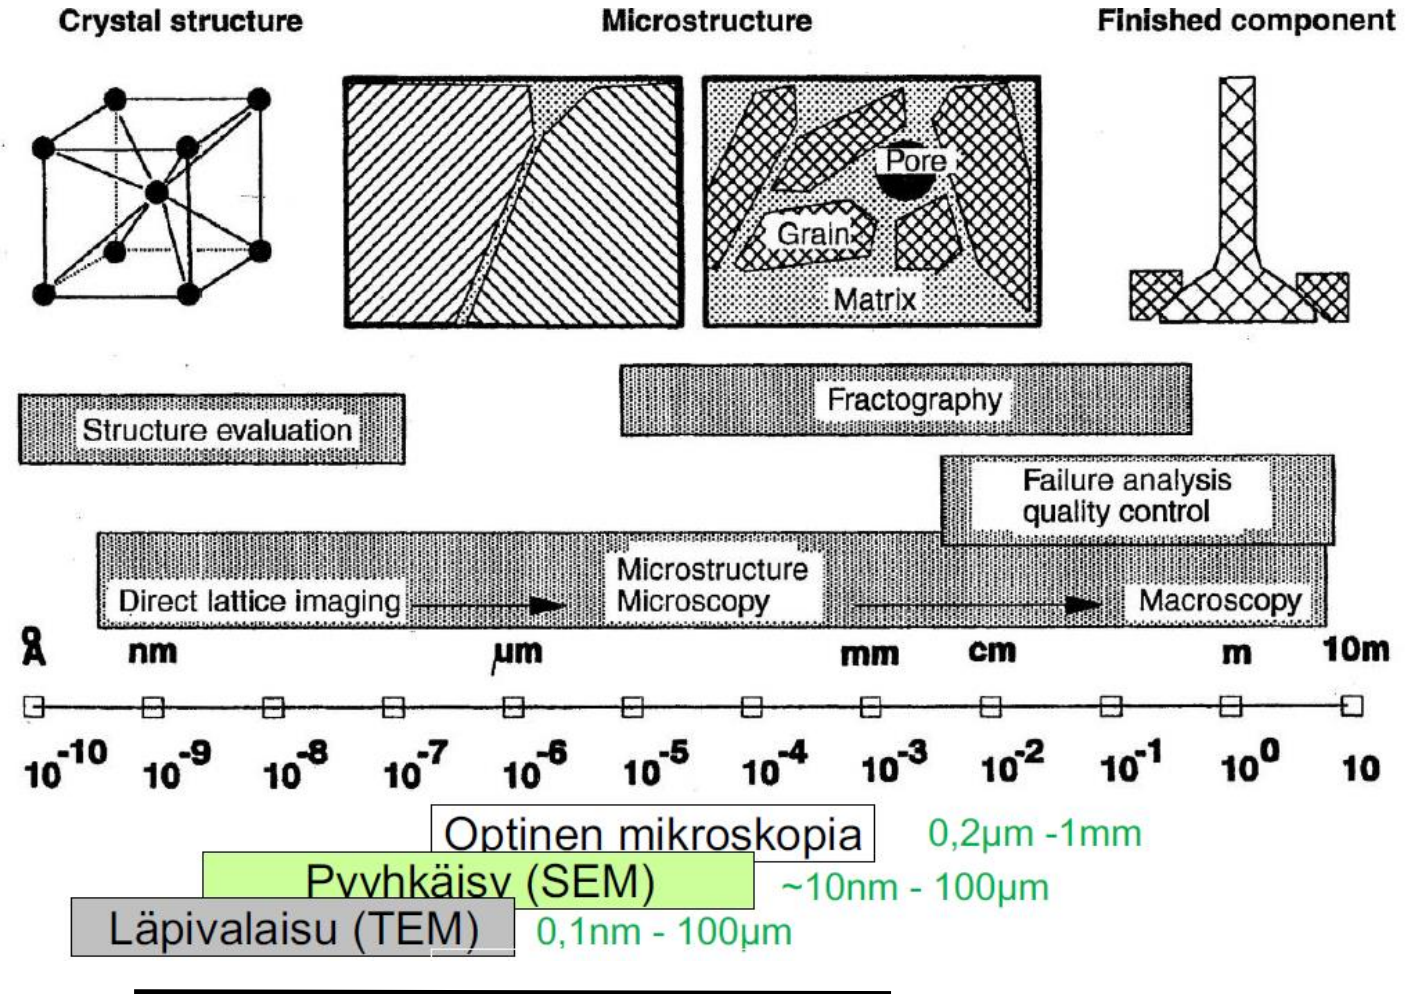 Crystal structure
Microstructure
Finished component
Pore
Grain
Matrix
Fractography
Structure evaluation
Failure analysis
quality control
Microstructure
Direct lattice imaging
Microscopy
Macroscopy
Å nm µm mm cm m 10m
10⁻¹⁰ 10⁻⁹ 10⁻⁸ 10⁻⁷ 10⁻⁶ 10⁻⁵ 10⁻⁴ 10⁻³ 10⁻² 10⁻¹ 10⁰ 10
Optinen mikroskopia 0,2µm -1mm
Pyyhkäisy (SEM) ~10nm - 100µm
Läpivalaisu (TEM) 0,1nm - 100µm